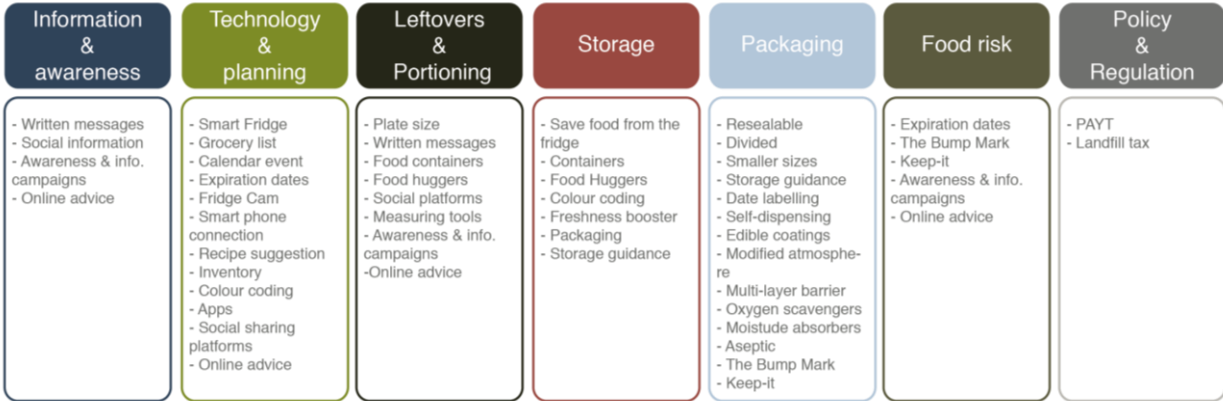 Information
&
awareness
- Written messages
- Social information
- Awareness & info.
campaigns
- Online advice
Technology
&
planning
- Smart Fridge
- Grocery list
- Calendar event
- Expiration dates
- Fridge Cam
- Smart phone
connection
- Recipe suggestion
- Inventory
- Colour coding
- Apps
- Social sharing
platforms
- Online advice
Leftovers
&
Portioning
- Plate size
- Written messages
- Food containers
- Food huggers
- Social platforms
- Measuring tools
- Awareness & info.
campaigns
-Online advice
Storage
- Save food from the
fridge
- Containers
- Food Huggers
- Colour coding
- Freshness booster
- Packaging
- Storage guidance
Packaging
- Resealable
- Divided
- Smaller sizes
- Storage guidance
- Date labelling
- Self-dispensing
- Edible coatings
- Modified atmosphe-
re
- Multi-layer barrier
- Oxygen scavengers
- Moistude absorbers
- Aseptic
- The Bump Mark
- Keep-it
Food risk
- Expiration dates
- The Bump Mark
- Keep-it
- Awareness & info.
campaigns
- Online advice
Policy
&
Regulation
- PAYT
- Landfill tax